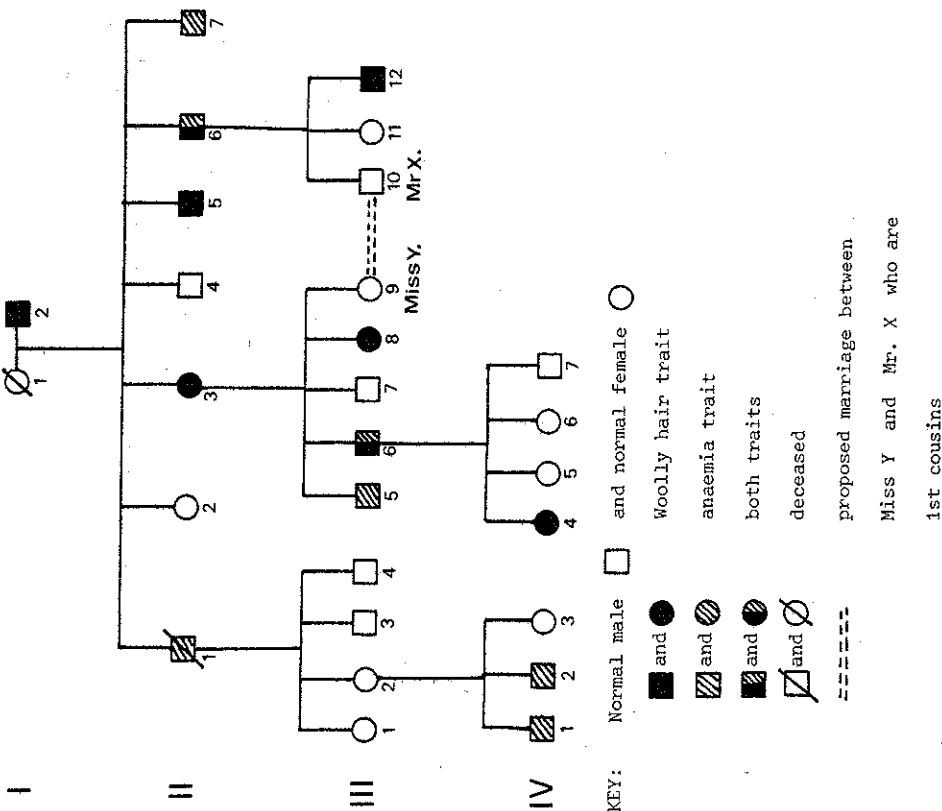 I
1
2
II
1
2
3
4
5
6
7
III
1
2
3
4
5
6
7
8
9
10
11
12
Miss Y.
Mr X.
IV
1
2
3
4
5
6
7
KEY:
Normal male
and normal female
and
Woolly hair trait
and
anaemia trait
and
both traits
and
deceased
proposed marriage between
Miss Y and Mr. X who are
1st cousins